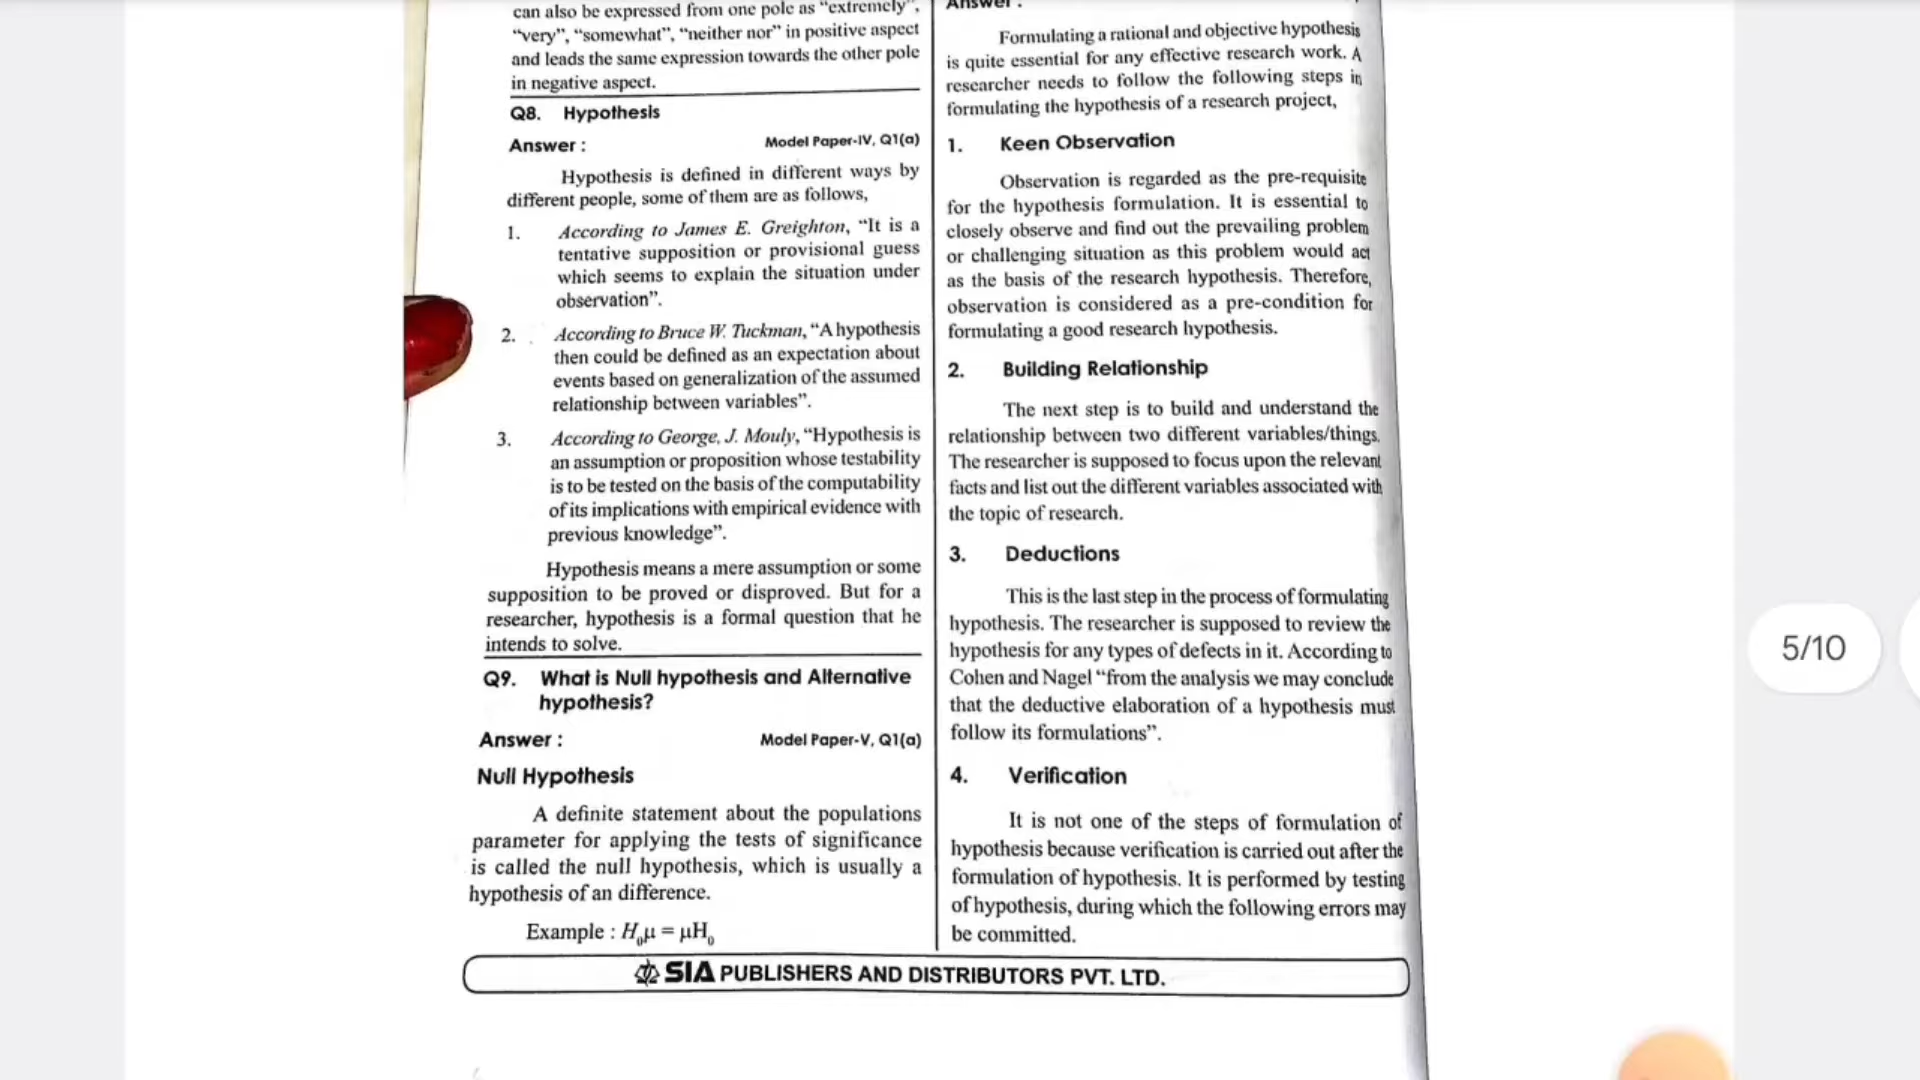 can also be expressed from one pole as “extremely”,
“very”, “somewhat”, “neither nor” in positive aspect
and leads the same expression towards the other pole
in negative aspect.
Q8. Hypothesis
Answer : Model Paper-IV, Q1(a)
Hypothesis is defined in different ways by
different people, some of them are as follows,
1. According to James E. Greighton, “It is a
tentative supposition or provisional guess
which seems to explain the situation under
observation”.
2. According to Bruce W. Tuckman, “A hypothesis
then could be defined as an expectation about
events based on generalization of the assumed
relationship between variables”.
3. According to George, J. Mouly, “Hypothesis is
an assumption or proposition whose testability
is to be tested on the basis of the computability
of its implications with empirical evidence with
previous knowledge”.
Hypothesis means a mere assumption or some
supposition to be proved or disproved. But for a
researcher, hypothesis is a formal question that he
intends to solve.
Q9. What is Null hypothesis and Alternative
hypothesis?
Answer : Model Paper-V, Q1(a)
Null Hypothesis
A definite statement about the populations
parameter for applying the tests of significance
is called the null hypothesis, which is usually a
hypothesis of an difference.
Example : H₀μ = μH₀
Answer :
Formulating a rational and objective hypothesis
is quite essential for any effective research work. A
researcher needs to follow the following steps in
formulating the hypothesis of a research project,
1. Keen Observation
Observation is regarded as the pre-requisite
for the hypothesis formulation. It is essential to
closely observe and find out the prevailing problem
or challenging situation as this problem would act
as the basis of the research hypothesis. Therefore,
observation is considered as a pre-condition for
formulating a good research hypothesis.
2. Building Relationship
The next step is to build and understand the
relationship between two different variables/things.
The researcher is supposed to focus upon the relevant
facts and list out the different variables associated with
the topic of research.
3. Deductions
This is the last step in the process of formulating
hypothesis. The researcher is supposed to review the
hypothesis for any types of defects in it. According to
Cohen and Nagel “from the analysis we may conclude
that the deductive elaboration of a hypothesis must
follow its formulations”.
4. Verification
It is not one of the steps of formulation of
hypothesis because verification is carried out after the
formulation of hypothesis. It is performed by testing
of hypothesis, during which the following errors may
be committed.
SIA PUBLISHERS AND DISTRIBUTORS PVT. LTD.
5/10